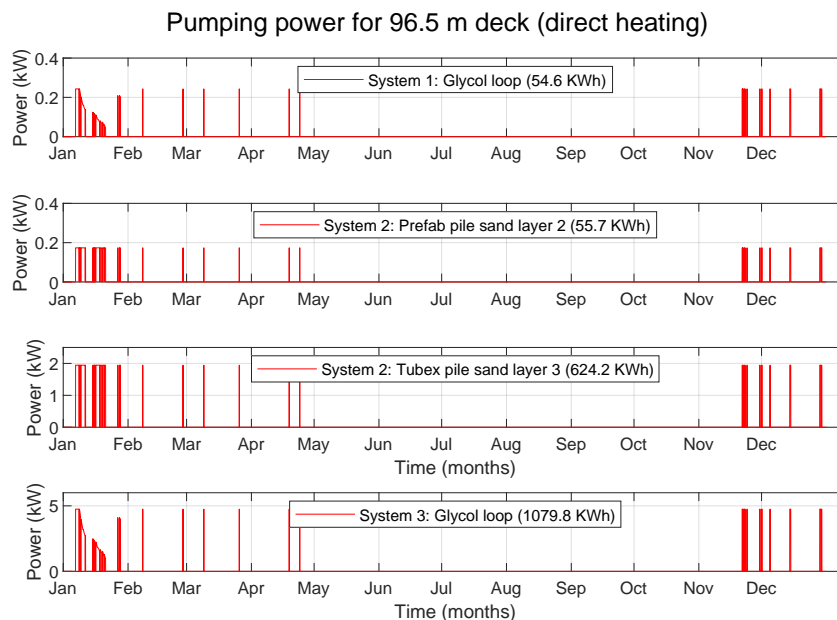 Pumping power for 96.5 m deck (direct heating)
Power (kW)
0.4
0.2
0
System 1: Glycol loop (54.6 KWh)
Jan Feb Mar Apr May Jun Jul Aug Sep Oct Nov Dec
Power (kW)
0.4
0.2
0
System 2: Prefab pile sand layer 2 (55.7 KWh)
Jan Feb Mar Apr May Jun Jul Aug Sep Oct Nov Dec
Power (kW)
2
1
0
System 2: Tubex pile sand layer 3 (624.2 KWh)
Jan Feb Mar Apr May Jun Jul Aug Sep Oct Nov Dec
Time (months)
Power (kW)
5
0
System 3: Glycol loop (1079.8 KWh)
Jan Feb Mar Apr May Jun Jul Aug Sep Oct Nov Dec
Time (months)